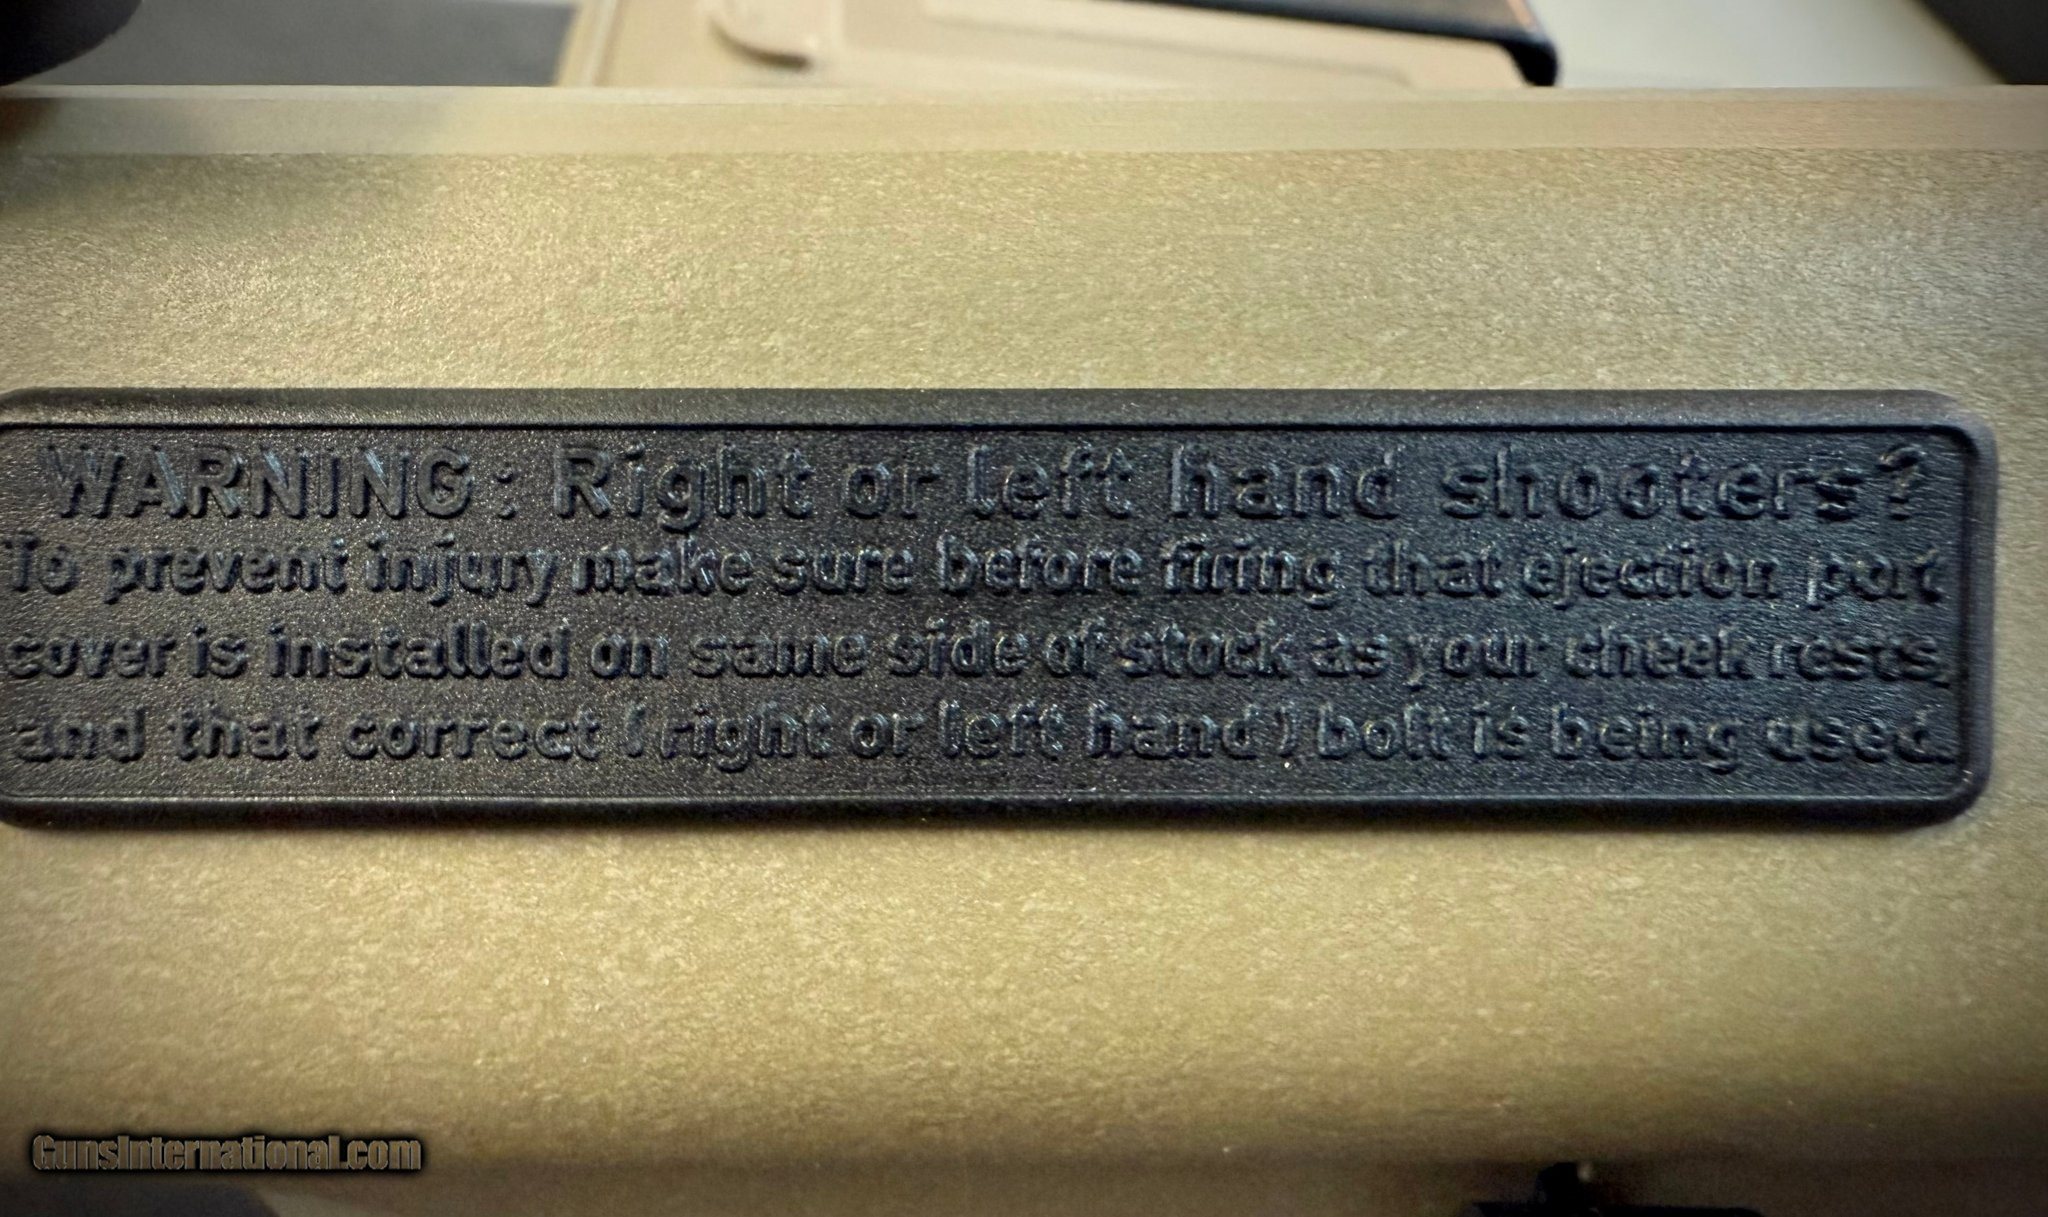 WARNING: Right or left hand shooters?
To prevent injury make sure before firing that ejection port
cover is installed on same side of stock as your cheek rests,
and that correct (right or left hand) bolt is being used.
GunsInternational.com